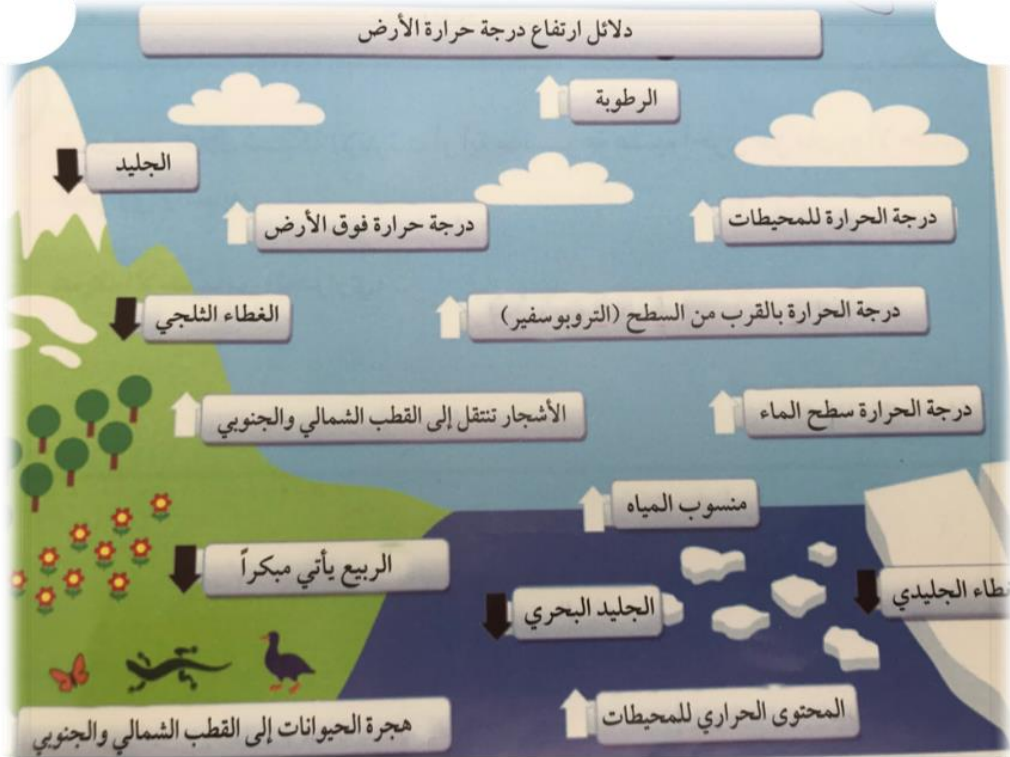 دلائل ارتفاع درجة حرارة الأرض
الرطوبة
الجليد
درجة الحرارة للمحيطات
درجة حرارة فوق الأرض
درجة الحرارة بالقرب من السطح (التروبوسفير)
الغطاء الثلجي
درجة الحرارة سطح الماء
الأشجار تنتقل إلى القطب الشمالي والجنوبي
منسوب المياه
الربيع يأتي مبكراً
الجليدي
الجليد البحري
المحتوى الحراري للمحيطات
هجرة الحيوانات إلى القطب الشمالي والجنوبي